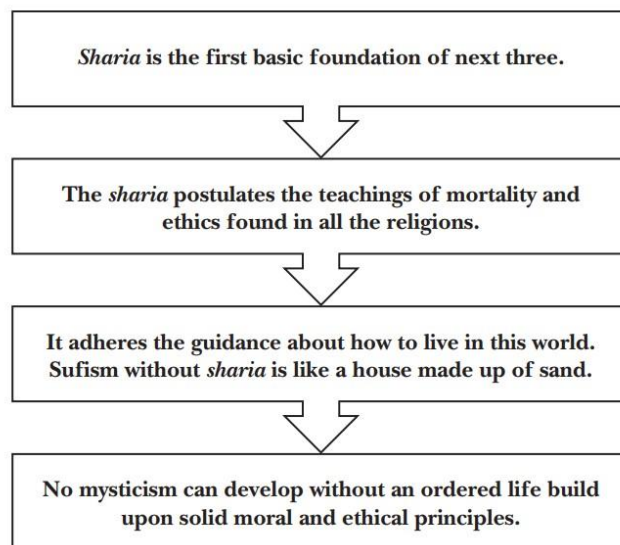 Sharia is the first basic foundation of next three.
The sharia postulates the teachings of mortality and
ethics found in all the religions.
It adheres the guidance about how to live in this world.
Sufism without sharia is like a house made up of sand.
No mysticism can develop without an ordered life build
upon solid moral and ethical principles.